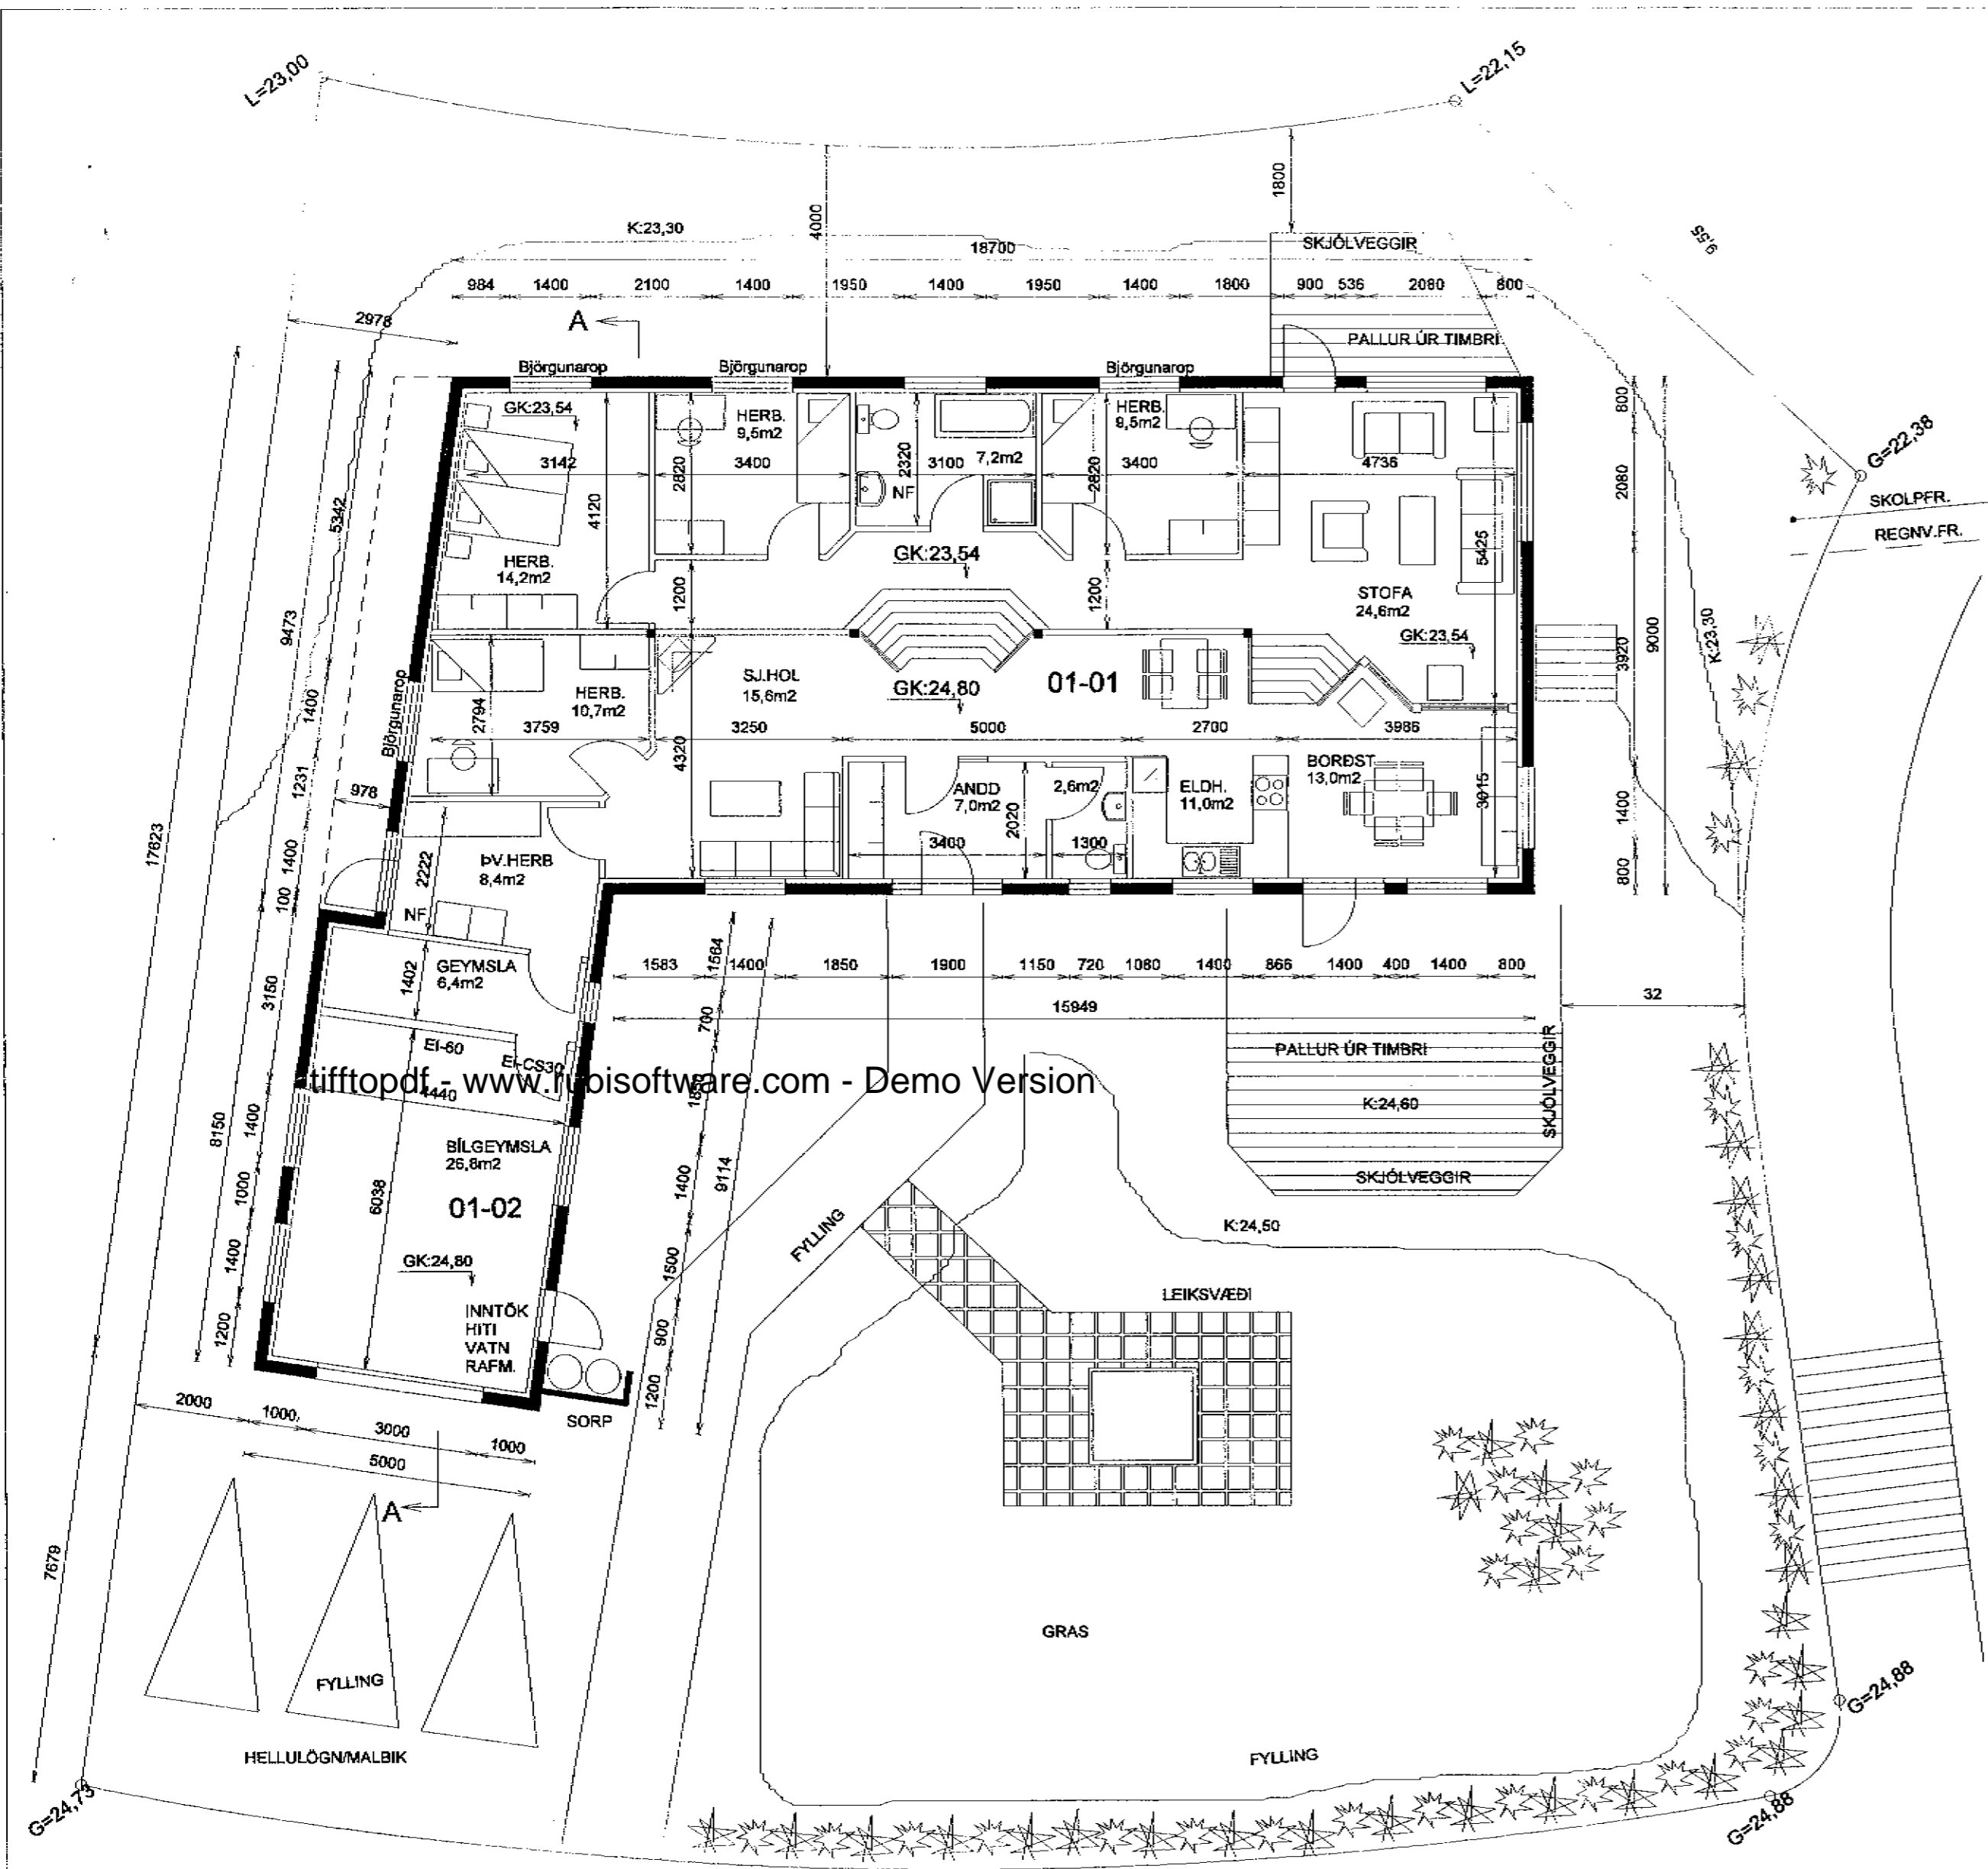 L=23,00
L=22,15
9,55
1800
4000
K:23,30
SKJÓLVEGGIR
18700
984 1400 2100 1400 1950 1400 1950 1400 1800 900 536 2080 800
2978
A
PALLUR ÚR TIMBRI
Björgunarop
Björgunarop
Björgunarop
GK:23,54
HERB.
9,5m2
HERB.
9,5m2
3142
3400
3100
7,2m2
3400
4736
2820
2320
2820
4120
NF
5425
800
2080
3920
9000
1400
800
K:23,30
G=22,38
SKOLPFR.
REGNV.FR.
5342
9473
17623
HERB.
14,2m2
GK:23,54
1200
1200
STOFA
24,6m2
GK:23,54
SJ.HOL
15,6m2
GK:24,80
01-01
HERB.
10,7m2
2794
Björgunarop
1400
3759
3250
5000
2700
3986
4320
1231
978
ANDD
7,0m2
2,6m2
2020
3400
1300
ELDH.
11,0m2
BORÐST.
13,0m2
3015
1400
100
ÞV.HERB
8,4m2
2222
NF
GEYMSLA
6,4m2
1402
3150
1583 1400 1850 1900 1150 720 1080 1400 866 1400 400 1400 800
1564
15949
32
700
EI-60
EI-CS30
tifftopdf - www.rubisoftware.com - Demo Version
4440
1850
PALLUR ÚR TIMBRI
K:24,60
SKJÓLVEGGIR
SKJÓLVEGGIR
8150
1400
BÍLGEYMSLA
26,8m2
01-02
6038
1000
1400
9114
GK:24,80
1400
1500
FYLLING
K:24,50
INNTÖK
HITI
VATN
RAFM.
LEIKSVÆÐI
1200
900
1200
SORP
2000
1000
3000
1000
5000
A
7679
FYLLING
GRAS
HELLULÖGN/MALBIK
FYLLING
G=24,73
G=24,88
G=24,88